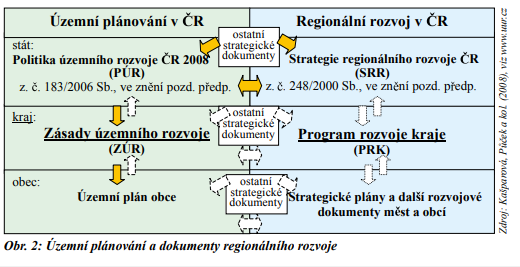 Územní plánování v ČR
Regionální rozvoj v ČR
ostatní
strategické
dokumenty
stát:
Politika územního rozvoje ČR 2008
(PÚR)
z. č. 183/2006 Sb., ve znění pozd. předp.
Strategie regionálního rozvoje ČR
(SRR)
z. č. 248/2000 Sb., ve znění pozd. předp.
kraj:
Zásady územního rozvoje
(ZÚR)
ostatní
strategické
dokumenty
Program rozvoje kraje
(PRK)
obec:
Územní plán obce
ostatní
strategické
dokumenty
Strategické plány a další rozvojové
dokumenty měst a obcí
Zdroj: Kašparová, Půček a kol. (2008), viz www.uur.cz
Obr. 2: Územní plánování a dokumenty regionálního rozvoje